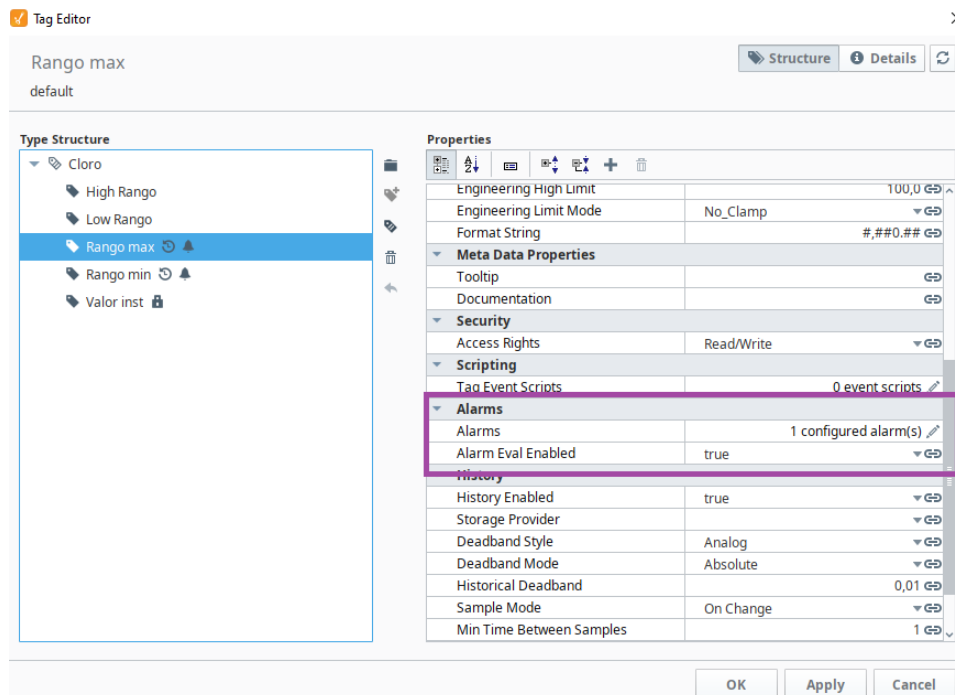 Tag Editor
Rango max
Structure
Details
default
Type Structure
Properties
Cloro
High Rango
Low Rango
Rango max
Rango min
Valor inst
Engineering High Limit 100,0
Engineering Limit Mode No_Clamp
Format String #,##0.##
Meta Data Properties
Tooltip
Documentation
Security
Access Rights Read/Write
Scripting
Tag Event Scripts 0 event scripts
Alarms
Alarms 1 configured alarm(s)
Alarm Eval Enabled true
History
History Enabled true
Storage Provider
Deadband Style Analog
Deadband Mode Absolute
Historical Deadband 0,01
Sample Mode On Change
Min Time Between Samples 1
OK
Apply
Cancel